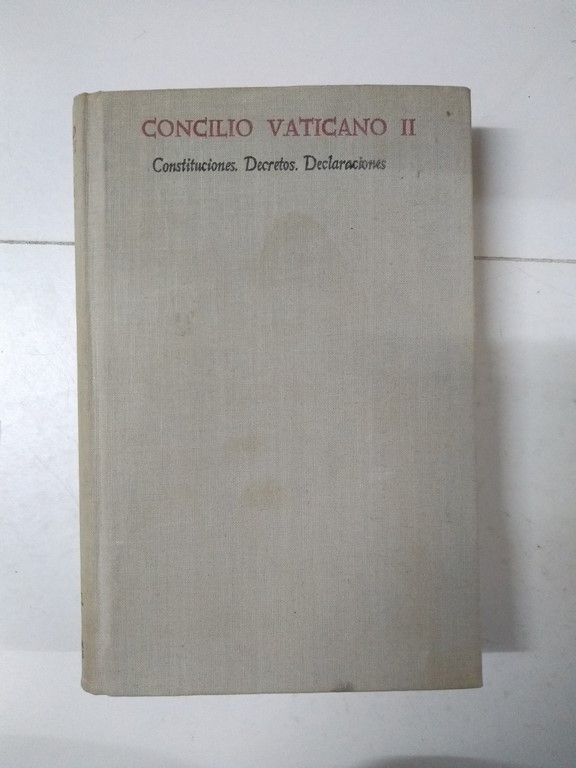 CONCILIO VATICANO II
Constituciones. Decretos. Declaraciones